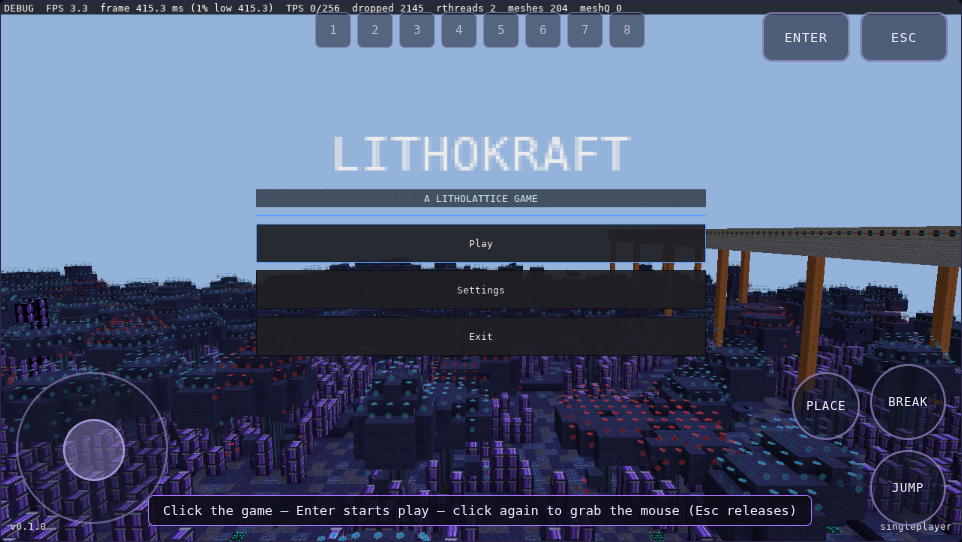 DEBUG FPS 3.3 frame 415.3 ms (1% low 415.3) TPS 0/256 dropped 2145 rthreads 2 meshes 204 meshQ 0
1 2 3 4 5 6 7 8
ENTER ESC
LITHOKRAFT
A LITHOLATTICE GAME
Play
Settings
Exit
PLACE BREAK
JUMP
Click the game — Enter starts play — click again to grab the mouse (Esc releases)
v0.1.0
singleplayer